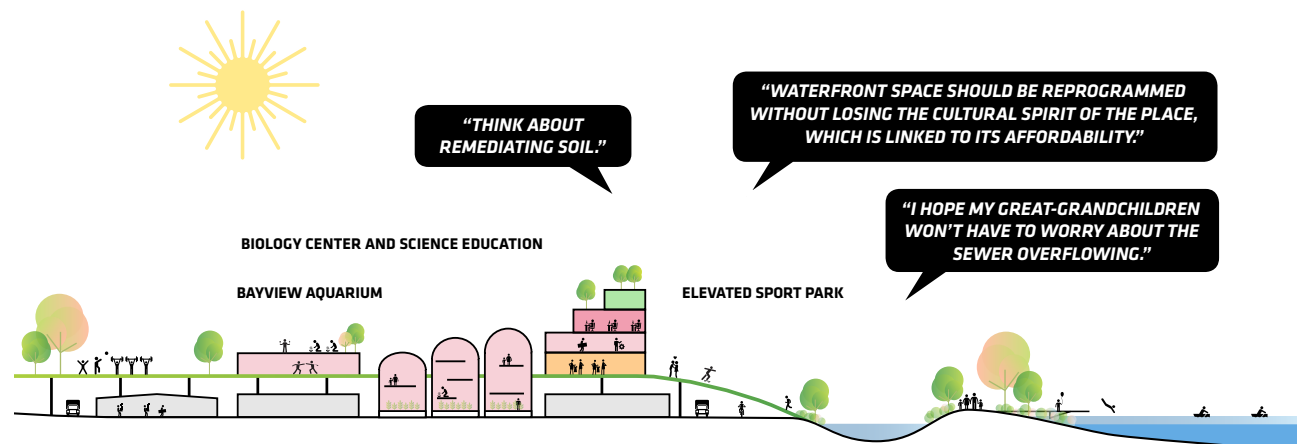 “THINK ABOUT
REMEDIATING SOIL.”
“WATERFRONT SPACE SHOULD BE REPROGRAMMED
WITHOUT LOSING THE CULTURAL SPIRIT OF THE PLACE,
WHICH IS LINKED TO ITS AFFORDABILITY.”
“I HOPE MY GREAT-GRANDCHILDREN
WON’T HAVE TO WORRY ABOUT THE
SEWER OVERFLOWING.”
BIOLOGY CENTER AND SCIENCE EDUCATION
BAYVIEW AQUARIUM
ELEVATED SPORT PARK